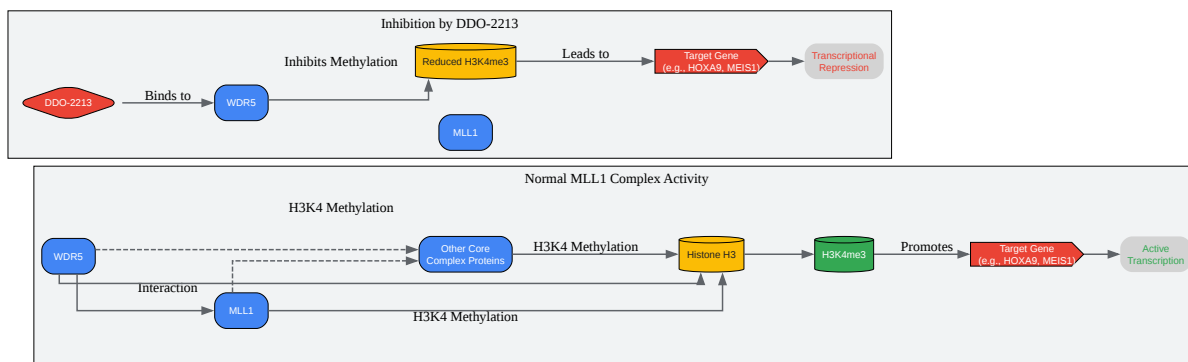 Inhibition by DDO-2213
Inhibits Methylation
Reduced H3K4me3
Leads to
Target Gene
(e.g., HOXA9, MEIS1)
Transcriptional
Repression
DDO-2213
Binds to
WDR5
MLL1
Normal MLL1 Complex Activity
H3K4 Methylation
WDR5
Other Core
Complex Proteins
H3K4 Methylation
Histone H3
H3K4me3
Promotes
Target Gene
(e.g., HOXA9, MEIS1)
Active
Transcription
Interaction
MLL1
H3K4 Methylation